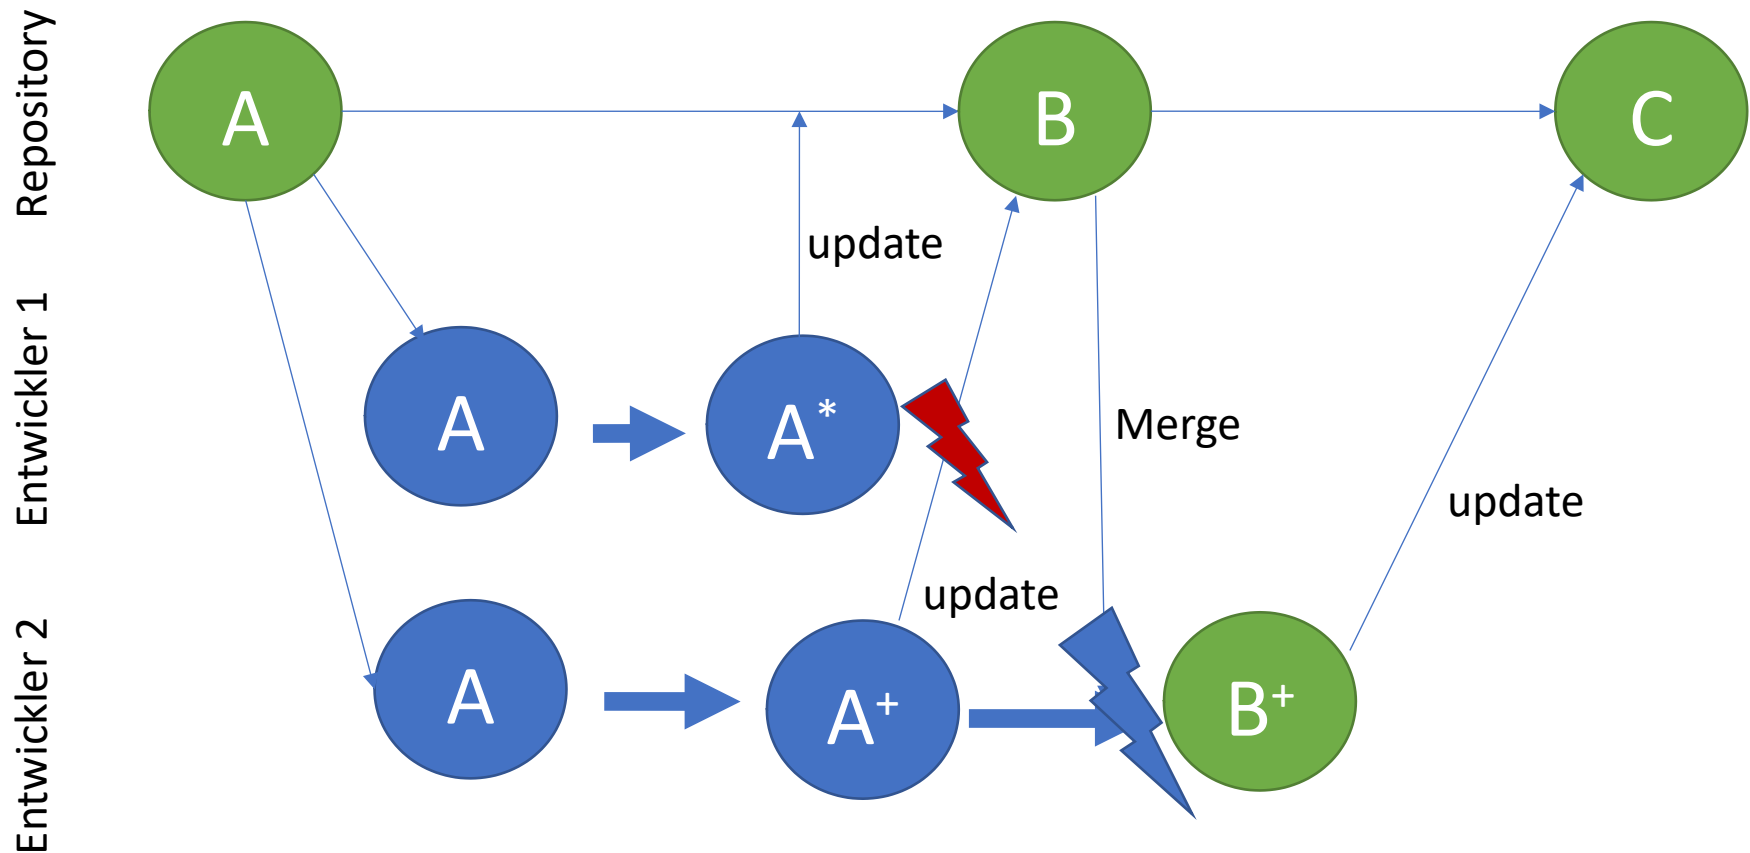 Repository
A
B
C
update
Entwickler 1
A
A*
Merge
update
update
Entwickler 2
A
A+
B+